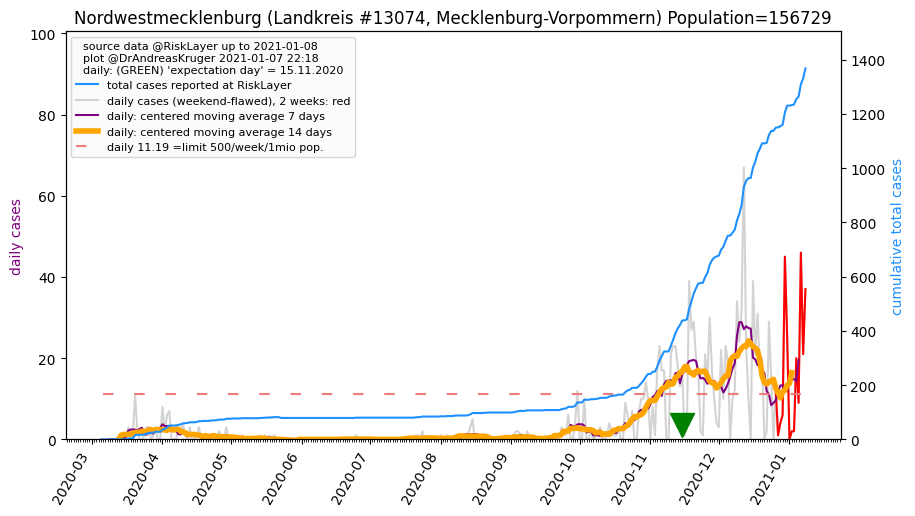 Nordwestmecklenburg (Landkreis #13074, Mecklenburg-Vorpommern) Population=156729
source data @RiskLayer up to 2021-01-08
plot @DrAndreasKruger 2021-01-07 22:18
daily: (GREEN) 'expectation day' = 15.11.2020
total cases reported at RiskLayer
daily cases (weekend-flawed), 2 weeks: red
daily: centered moving average 7 days
daily: centered moving average 14 days
daily 11.19 =limit 500/week/1mio pop.
daily cases
100
80
60
40
20
0
cumulative total cases
1400
1200
1000
800
600
400
200
0
2020-03
2020-04
2020-05
2020-06
2020-07
2020-08
2020-09
2020-10
2020-11
2020-12
2021-01